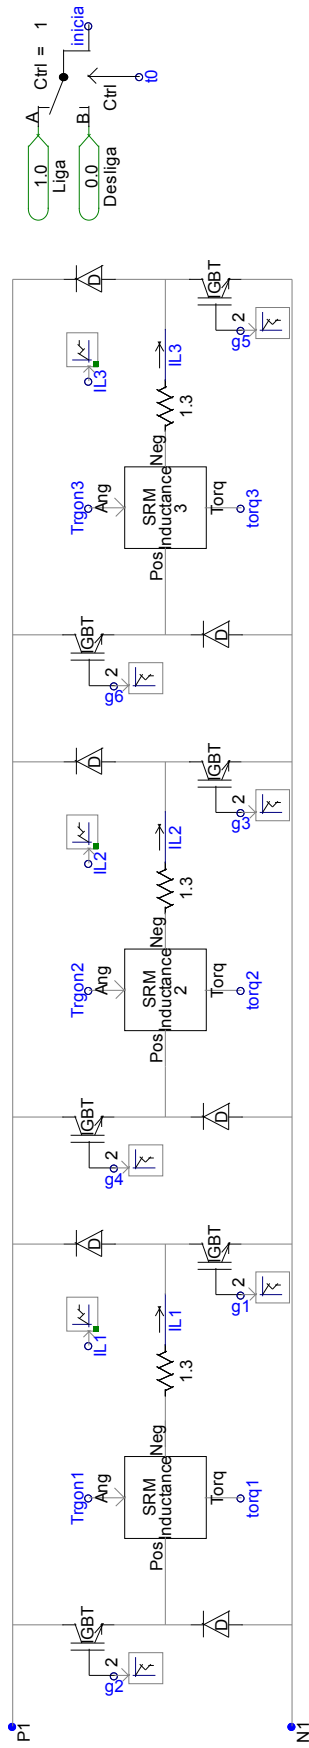 P1
g2
2
IGBT
D
Trgon1
Ang
Pos
SRM
Inductance
Neg
Torq
torq1
1.3
IL1
IL1
D
IGBT
2
g1
g4
2
IGBT
D
Trgon2
Ang
Pos
SRM
Inductance
2
Neg
Torq
torq2
1.3
IL2
IL2
D
IGBT
2
g3
g6
2
IGBT
D
Trgon3
Ang
Pos
SRM
Inductance
3
Neg
Torq
torq3
1.3
IL3
IL3
D
IGBT
2
g5
N1
1.0
Liga
A
Ctrl = 1
inicia
0.0
Desliga
B
Ctrl
t0